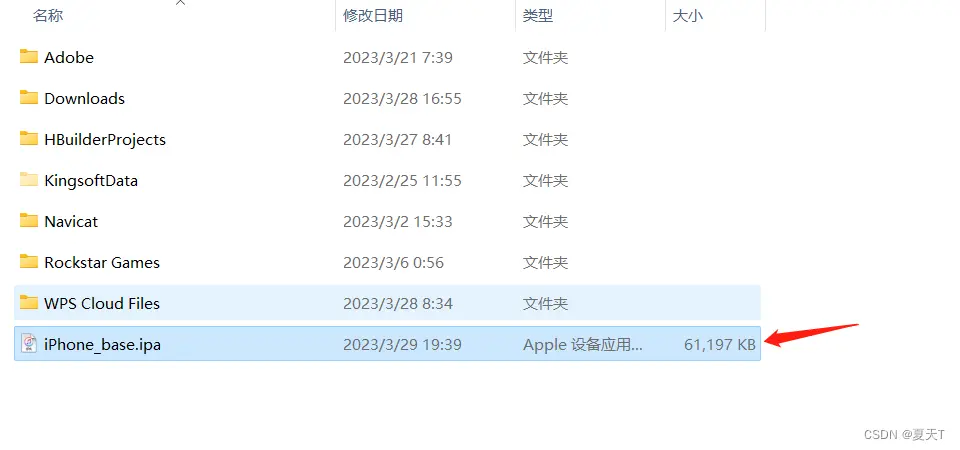 名称 修改日期 类型 大小
Adobe 2023/3/21 7:39 文件夹
Downloads 2023/3/28 16:55 文件夹
HBuilderProjects 2023/3/27 8:41 文件夹
KingsoftData 2023/2/25 11:55 文件夹
Navicat 2023/3/2 15:33 文件夹
Rockstar Games 2023/3/6 0:56 文件夹
WPS Cloud Files 2023/3/28 8:34 文件夹
iPhone_base.ipa 2023/3/29 19:39 Apple 设备应用... 61,197 KB
CSDN @夏天T